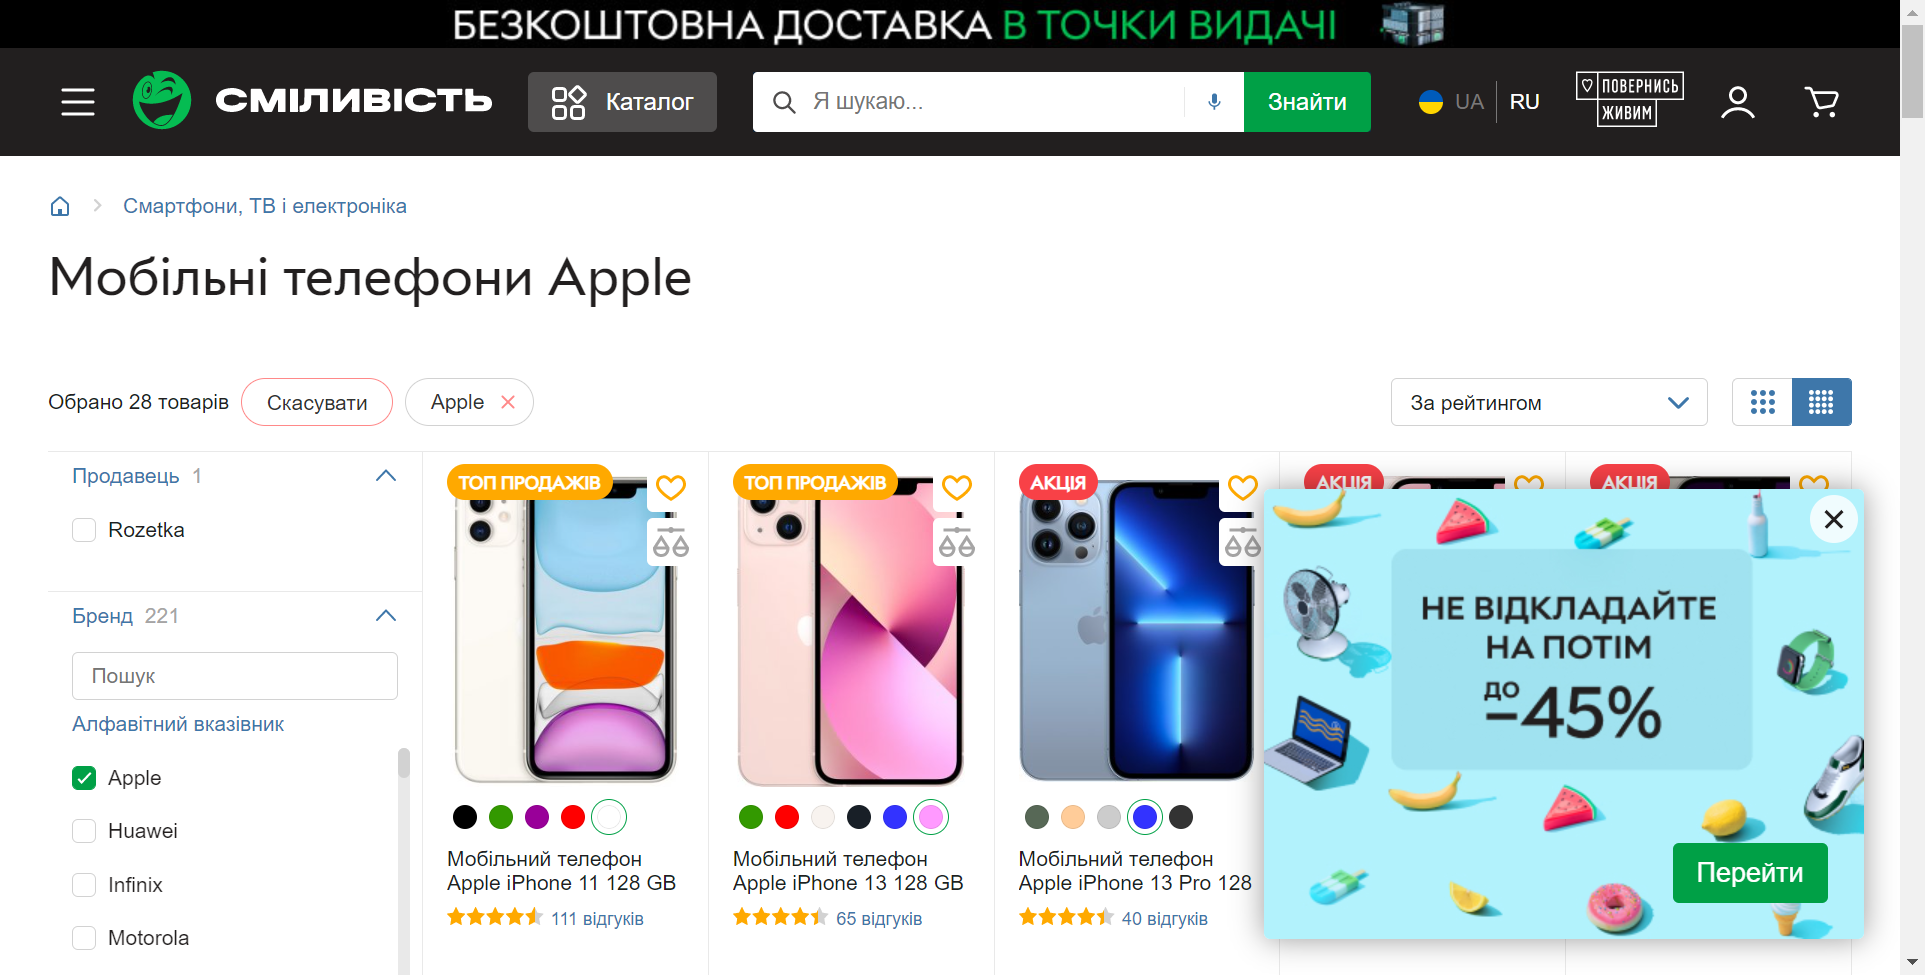 БЕЗКОШТОВНА ДОСТАВКА В ТОЧКИ ВИДАЧІ
СМІЛИВІСТЬ
Каталог
Я шукаю...
Знайти
UA
RU
ПОВЕРНИСЬ
ЖИВИМ
Смартфони, ТВ і електроніка
Мобільні телефони Apple
Обрано 28 товарів
Скасувати
Apple
За рейтингом
Продавець 1
Rozetka
Бренд 221
Пошук
Алфавітний вказівник
Apple
Huawei
Infinix
Motorola
ТОП ПРОДАЖІВ
Мобільний телефон
Apple iPhone 11 128 GB
111 відгуків
ТОП ПРОДАЖІВ
Мобільний телефон
Apple iPhone 13 128 GB
65 відгуків
АКЦІЯ
Мобільний телефон
Apple iPhone 13 Pro 128
40 відгуків
АКЦІЯ
АКЦІЯ
НЕ ВІДКЛАДАЙТЕ
НА ПОТІМ
ДО
–45%
Перейти